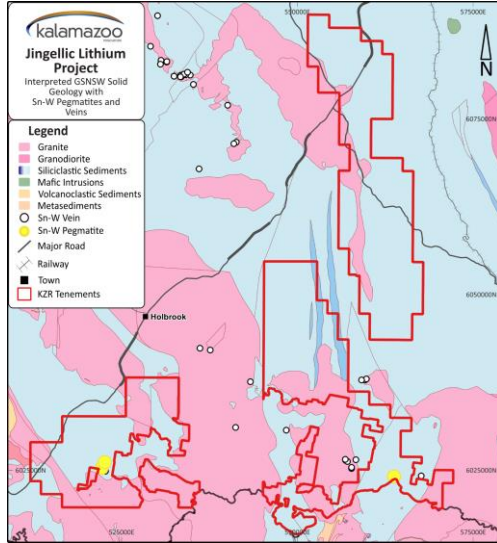 kalamazoo
Jingellic Lithium
Project
Interpreted GSNSW Solid
Geology with
Sn-W Pegmatites and
Veins
Legend
Granite
Granodiorite
Siliciclastic Sediments
Mafic Intrusions
Volcanoclastic Sediments
Metasediments
Sn-W Vein
Sn-W Pegmatite
Major Road
Railway
Town
KZR Tenements
575000E
N
6075000N
6050000N
Holbrook
6025000N
6025000N
525000E
575000E